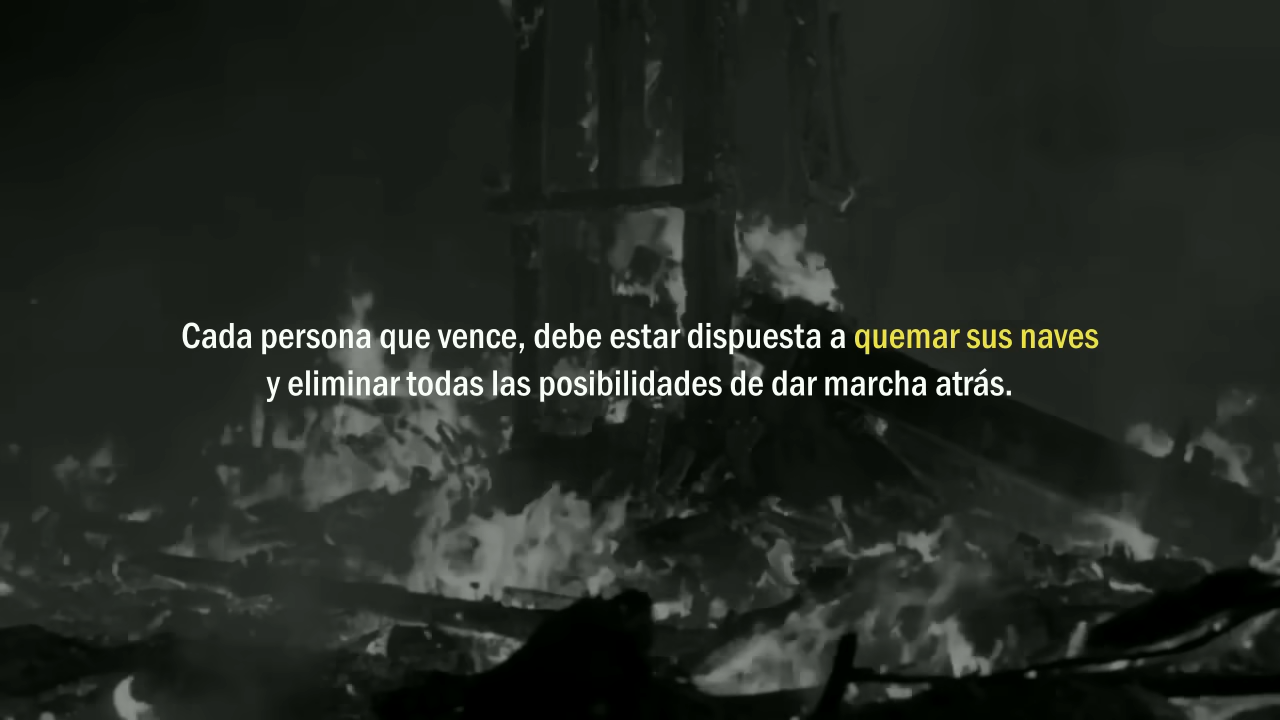 Cada persona que vence, debe estar dispuesta a quemar sus naves
y eliminar todas las posibilidades de dar marcha atrás.